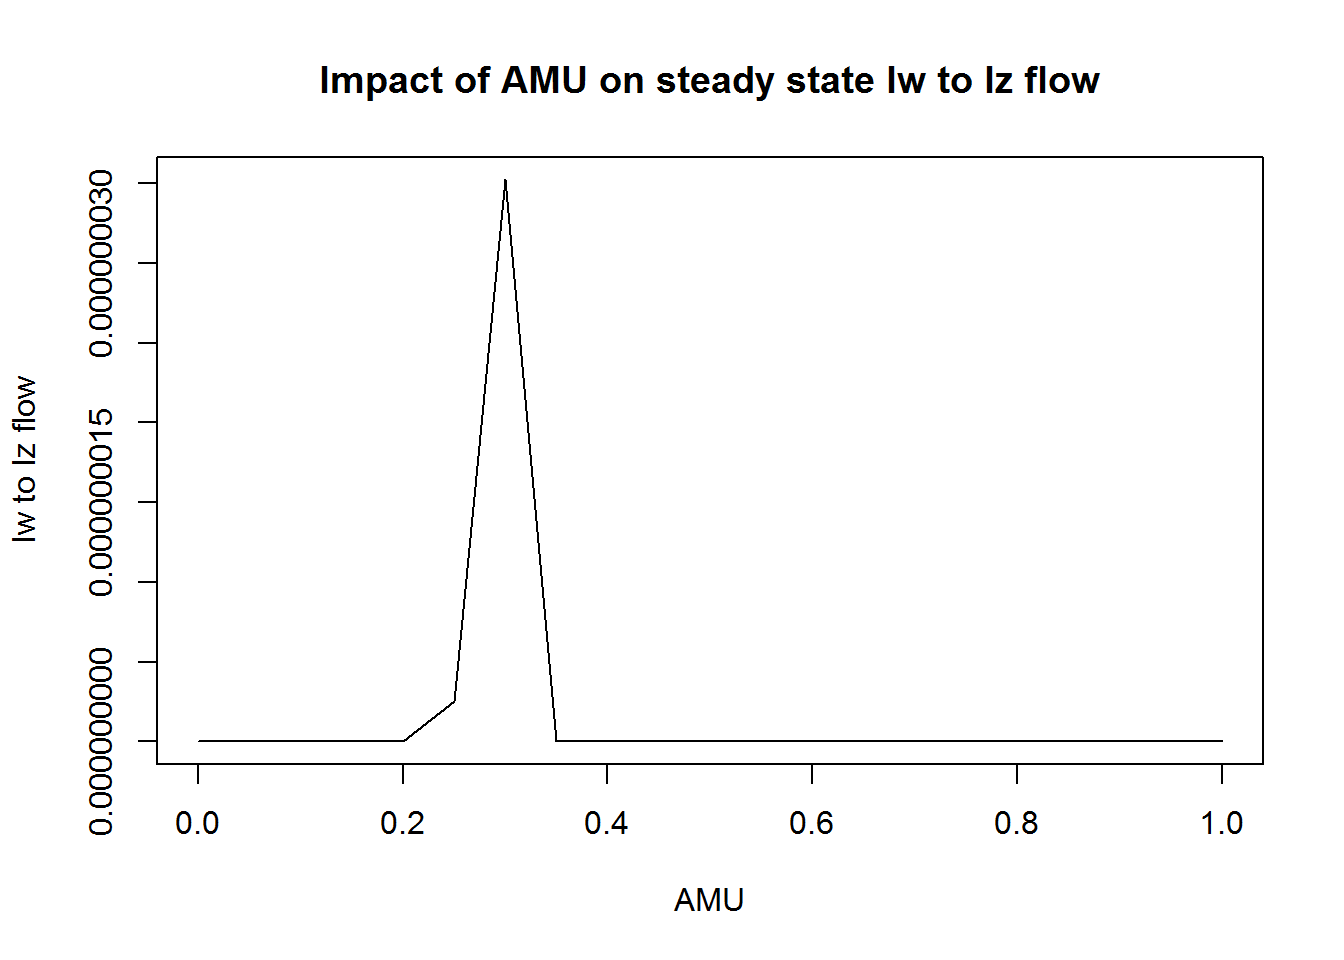 Impact of AMU on steady state Iw to Iz flow
0.000000030
0.000000015
0.000000000
Iw to Iz flow
0.0 0.2 0.4 0.6 0.8 1.0
AMU